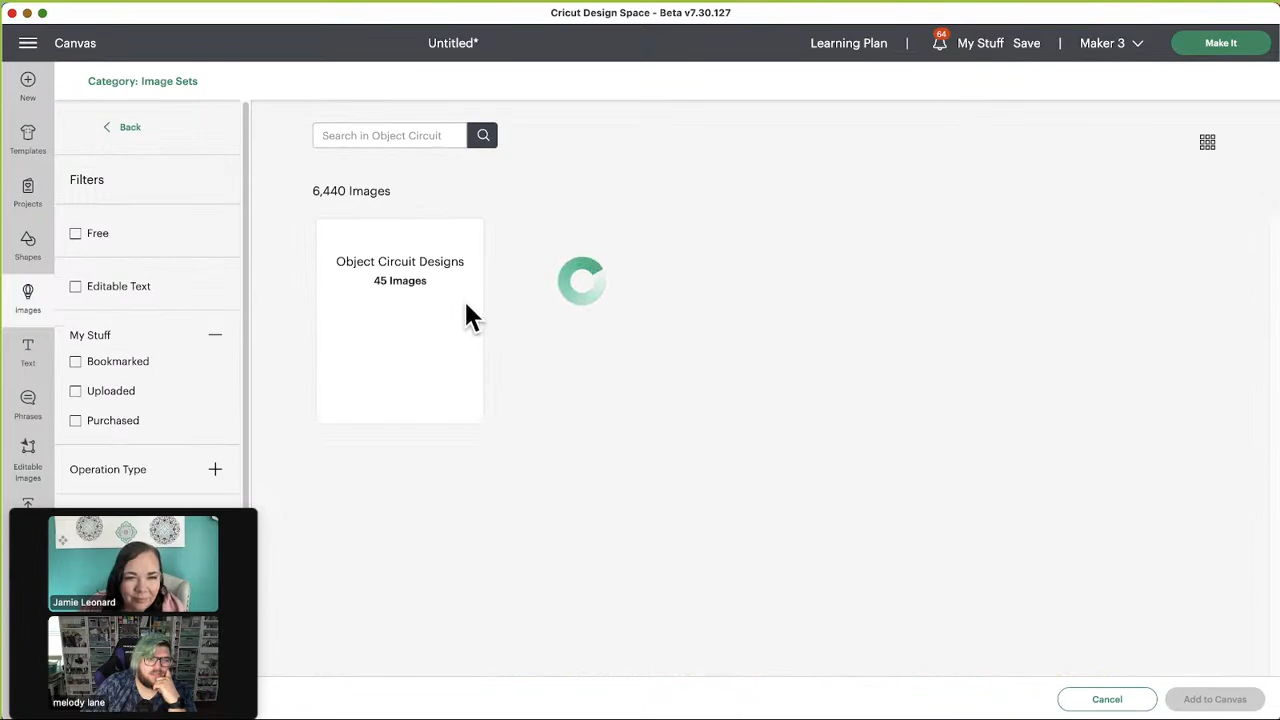 Cricut Design Space - Beta v7.30.127
Canvas
Untitled*
Learning Plan
|
64
My Stuff
Save
|
Maker 3
Make It
New
Templates
Projects
Shapes
Images
Text
Phrases
Editable
Images
Category: Image Sets
Back
Filters
Free
Editable Text
My Stuff
Bookmarked
Uploaded
Purchased
Operation Type
Search in Object Circuit
6,440 Images
Object Circuit Designs
45 Images
Jamie Leonard
melody lane
Cancel
Add to Canvas